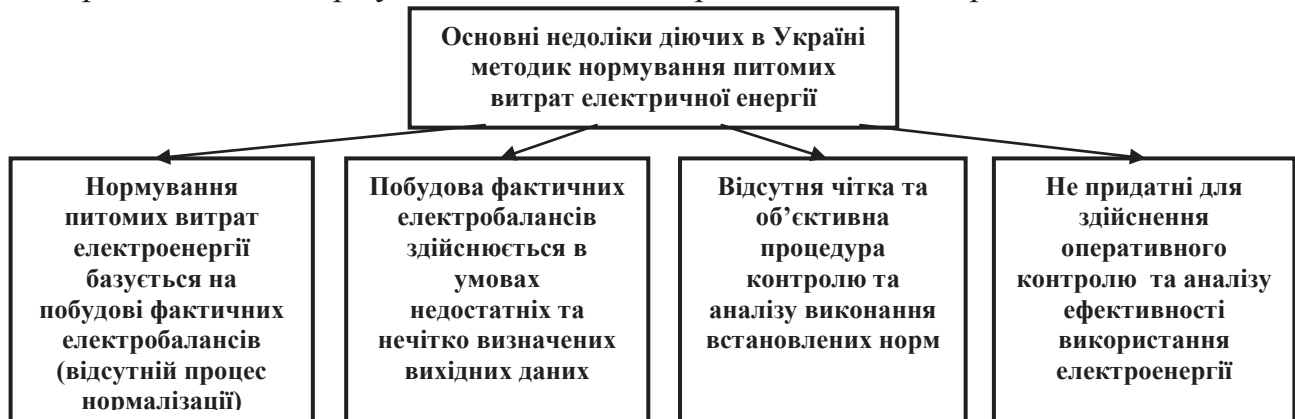 Основні недоліки діючих в Україні
методик нормування питомих
витрат електричної енергії
Нормування
питомих витрат
електроенергії
базується на
побудові фактичних
електробалансів
(відсутній процес
нормалізації)
Побудова фактичних
електробалансів
здійснюється в
умовах
недостатніх та
нечітко визначених
вихідних даних
Відсутня чітка та
об’єктивна
процедура
контролю та
аналізу виконання
встановлених норм
Не придатні для
здійснення
оперативного
контролю та аналізу
ефективності
використання
електроенергії